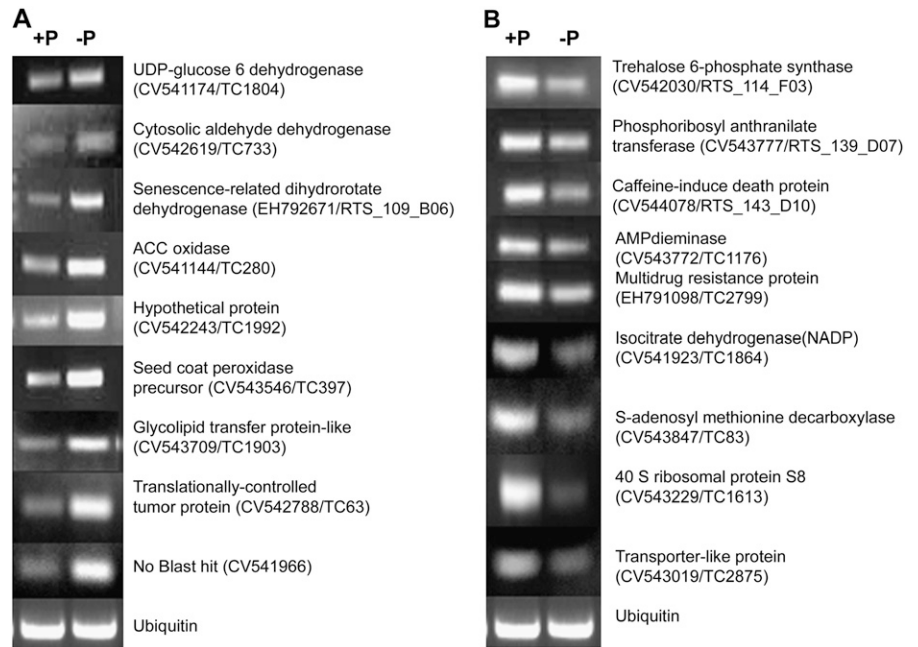 A
+P -P
UDP-glucose 6 dehydrogenase
(CV541174/TC1804)
Cytosolic aldehyde dehydrogenase
(CV542619/TC733)
Senescence-related dihydrorotate
dehydrogenase (EH792671/RTS_109_B06)
ACC oxidase
(CV541144/TC280)
Hypothetical protein
(CV542243/TC1992)
Seed coat peroxidase
precursor (CV543546/TC397)
Glycolipid transfer protein-like
(CV543709/TC1903)
Translationally-controlled
tumor protein (CV542788/TC63)
No Blast hit (CV541966)
Ubiquitin
B
+P -P
Trehalose 6-phosphate synthase
(CV542030/RTS_114_F03)
Phosphoribosyl anthranilate
transferase (CV543777/RTS_139_D07)
Caffeine-induce death protein
(CV544078/RTS_143_D10)
AMPdieminase
(CV543772/TC1176)
Multidrug resistance protein
(EH791098/TC2799)
Isocitrate dehydrogenase(NADP)
(CV541923/TC1864)
S-adenosyl methionine decarboxylase
(CV543847/TC83)
40 S ribosomal protein S8
(CV543229/TC1613)
Transporter-like protein
(CV543019/TC2875)
Ubiquitin